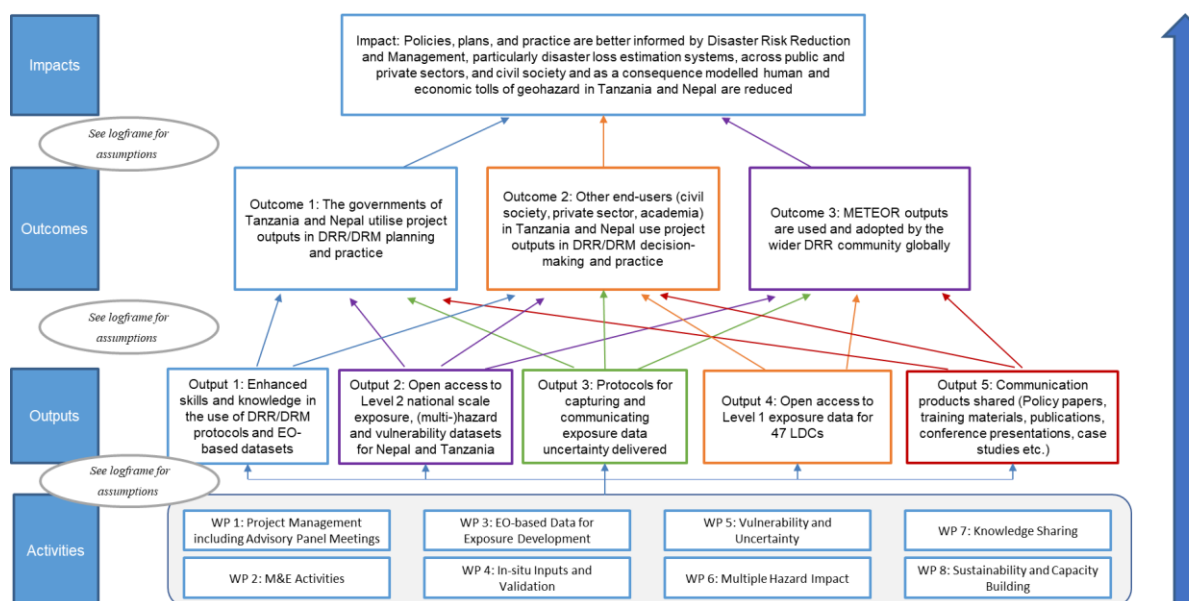 Impacts
Impact: Policies, plans, and practice are better informed by Disaster Risk Reduction
and Management, particularly disaster loss estimation systems, across public and
private sectors, and civil society and as a consequence modelled human and
economic tolls of geohazard in Tanzania and Nepal are reduced
See logframe for
assumptions
Outcomes
Outcome 1: The governments of
Tanzania and Nepal utilise project
outputs in DRR/DRM planning
and practice
Outcome 2: Other end-users (civil
society, private sector, academia)
in Tanzania and Nepal use project
outputs in DRR/DRM decision-
making and practice
Outcome 3: METEOR outputs
are used and adopted by the
wider DRR community globally
See logframe for
assumptions
Outputs
Output 1: Enhanced
skills and knowledge in
the use of DRR/DRM
protocols and EO-
based datasets
Output 2: Open access to
Level 2 national scale
exposure, (multi-)hazard
and vulnerability datasets
for Nepal and Tanzania
Output 3: Protocols for
capturing and
communicating
exposure data
uncertainty delivered
Output 4: Open access to
Level 1 exposure data for
47 LDCs
Output 5: Communication
products shared (Policy papers,
training materials, publications,
conference presentations, case
studies etc.)
See logframe for
assumptions
Activities
WP 1: Project Management
including Advisory Panel Meetings
WP 3: EO-based Data for
Exposure Development
WP 5: Vulnerability and
Uncertainty
WP 7: Knowledge Sharing
WP 2: M&E Activities
WP 4: In-situ Inputs and
Validation
WP 6: Multiple Hazard Impact
WP 8: Sustainability and Capacity
Building